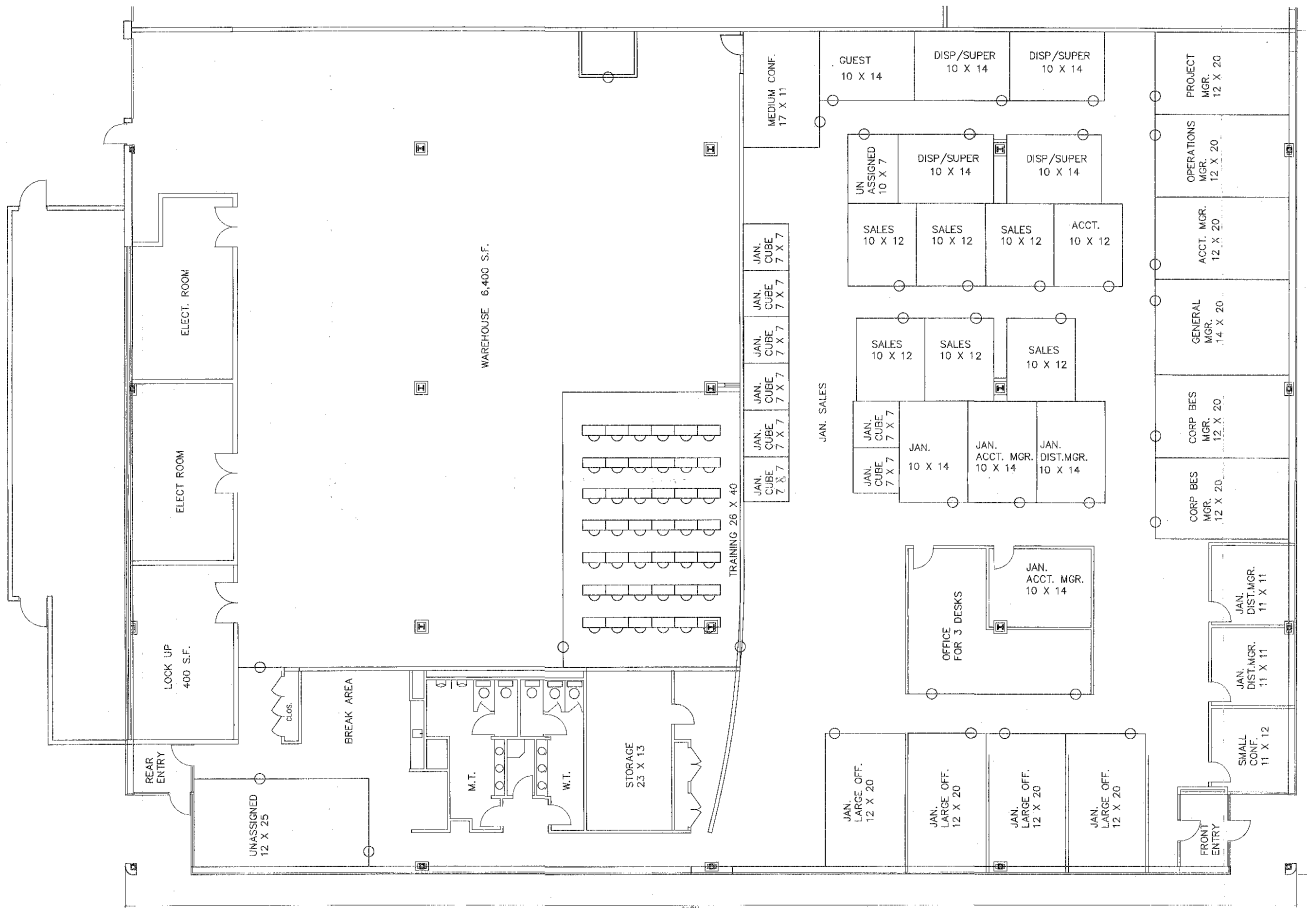 MEDIUM CONF.
17 X 11
GUEST
10 X 14
DISP/SUPER
10 X 14
DISP/SUPER
10 X 14
PROJECT
MGR.
12 X 20
UN
ASSIGNED
10 X 7
DISP/SUPER
10 X 14
DISP/SUPER
10 X 14
OPERATIONS
MGR.
12 X 20
SALES
10 X 12
SALES
10 X 12
SALES
10 X 12
ACCT.
10 X 12
ACCT. MGR.
12 X 20
ELECT. ROOM
WAREHOUSE 6,400 S.F.
JAN.
CUBE
7 X 7
JAN.
CUBE
7 X 7
JAN.
CUBE
7 X 7
JAN.
CUBE
7 X 7
JAN.
CUBE
7 X 7
JAN.
CUBE
7 X 7
GENERAL
MGR.
14 X 20
SALES
10 X 12
SALES
10 X 12
SALES
10 X 12
JAN. SALES
CORP BES
MGR.
12 X 20
JAN.
CUBE
7 X 7
JAN.
CUBE
7 X 7
JAN.
10 X 14
JAN.
ACCT. MGR.
10 X 14
JAN.
DIST.MGR.
10 X 14
CORP BES
MGR.
12 X 20
ELECT ROOM
TRAINING 26 X 40
OFFICE
FOR 3 DESKS
JAN.
ACCT. MGR.
10 X 14
JAN.
DIST.MGR.
11 X 11
JAN.
DIST.MGR.
11 X 11
LOCK UP
400 S.F.
CLOS.
BREAK AREA
SMALL
CONF.
11 X 12
REAR
ENTRY
M.T.
W.T.
STORAGE
23 X 13
UNASSIGNED
12 X 25
JAN.
LARGE OFF.
12 X 20
JAN.
LARGE OFF.
12 X 20
JAN.
LARGE OFF.
12 X 20
JAN.
LARGE OFF.
12 X 20
FRONT
ENTRY